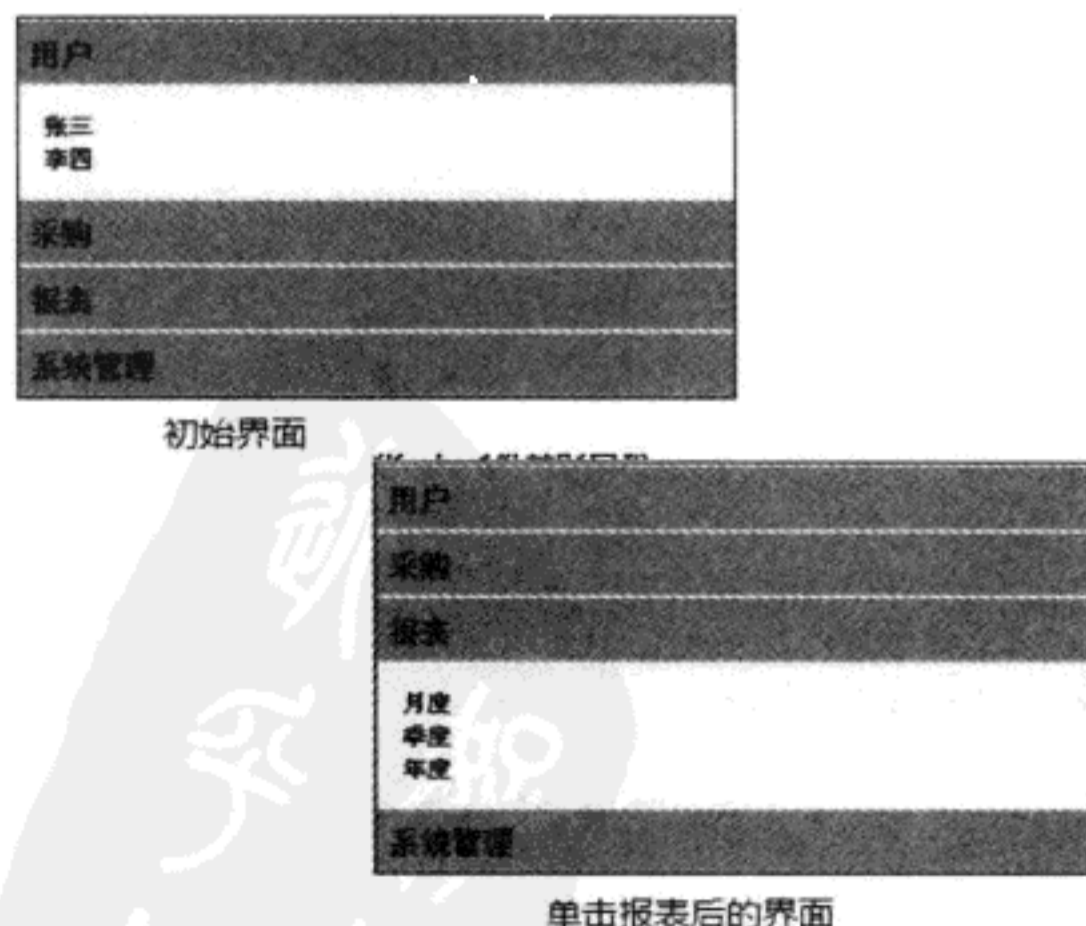 用户
张三
李四
采购
报表
系统管理
初始界面
用户
采购
报表
月度
季度
年度
系统管理
单击报表后的界面